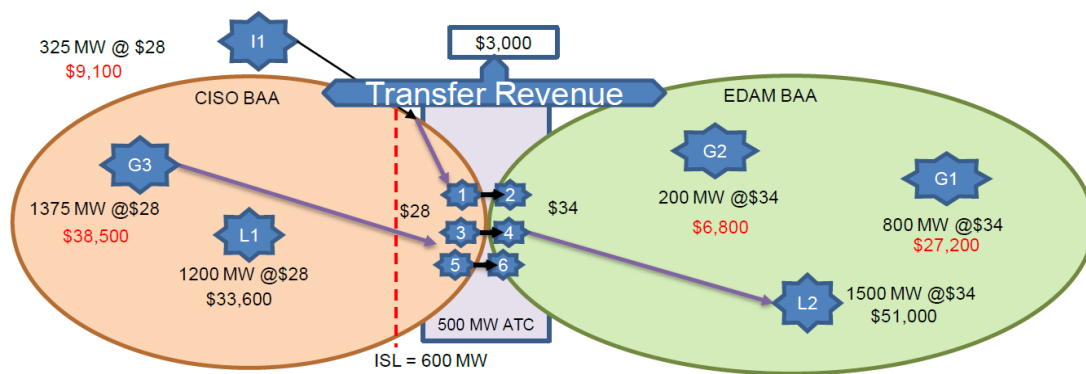 I1
325 MW @ $28
$9,100
$3,000
Transfer Revenue
CISO BAA
EDAM BAA
G3
1375 MW @$28
$38,500
L1
1200 MW @$28
$33,600
$28
1
2
3
4
5
6
$34
G2
200 MW @$34
$6,800
G1
800 MW @$34
$27,200
L2
1500 MW @$34
$51,000
500 MW ATC
ISL = 600 MW